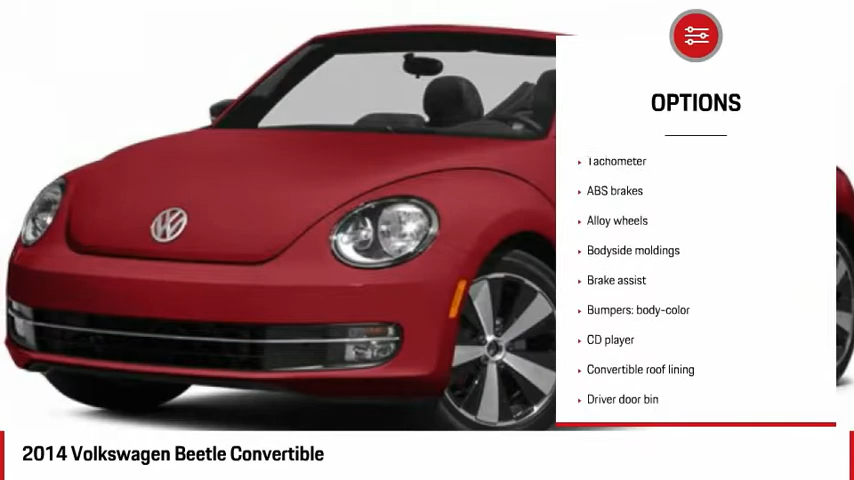 OPTIONS
Tachometer
ABS brakes
Alloy wheels
Bodyside moldings
Brake assist
Bumpers: body-color
CD player
Convertible roof lining
Driver door bin
2014 Volkswagen Beetle Convertible